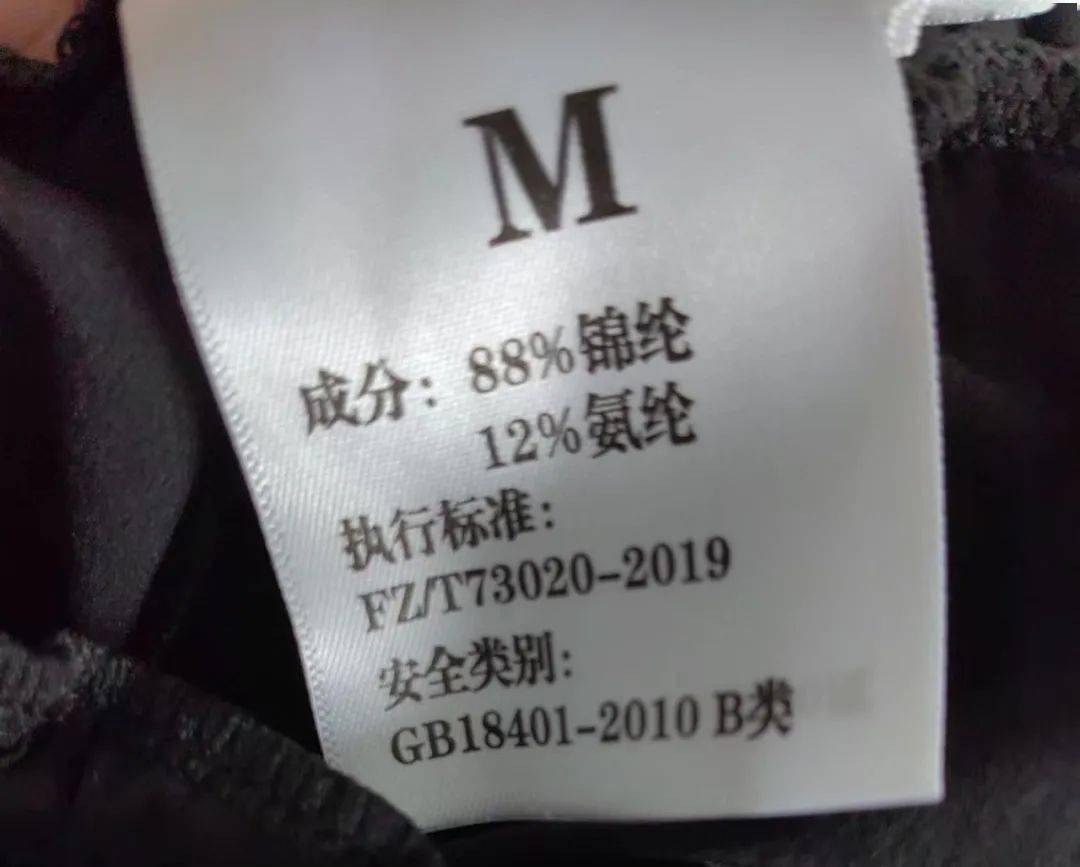 M
成分：88%锦纶
12%氨纶
执行标准：
FZ/T73020-2019
安全类别：
GB18401-2010 B类